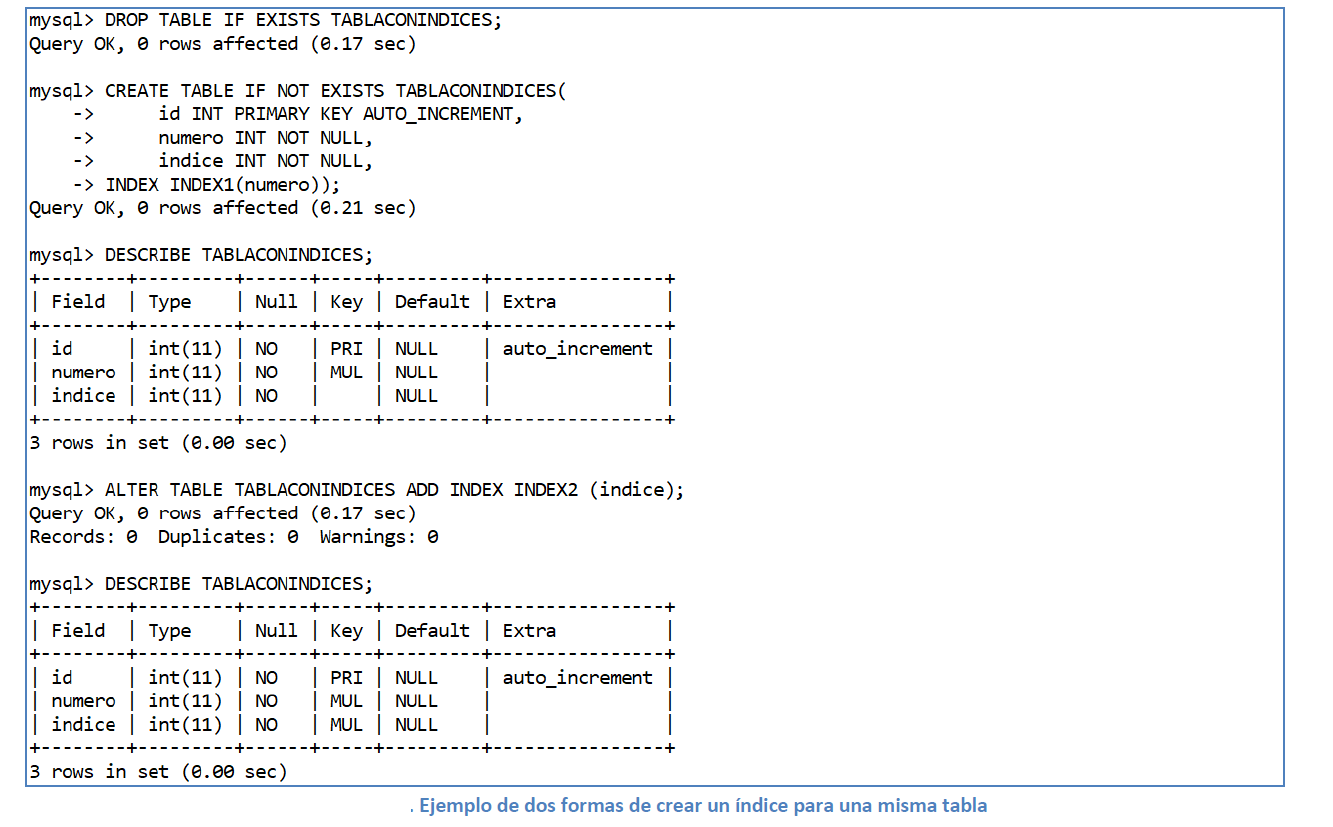 mysql> DROP TABLE IF EXISTS TABLACONINDICES;
Query OK, 0 rows affected (0.17 sec)

mysql> CREATE TABLE IF NOT EXISTS TABLACONINDICES(
    ->      id INT PRIMARY KEY AUTO_INCREMENT,
    ->      numero INT NOT NULL,
    ->      indice INT NOT NULL,
    -> INDEX INDEX1(numero));
Query OK, 0 rows affected (0.21 sec)

mysql> DESCRIBE TABLACONINDICES;
+--------+---------+------+-----+---------+----------------+
| Field  | Type    | Null | Key | Default | Extra          |
+--------+---------+------+-----+---------+----------------+
| id     | int(11) | NO   | PRI | NULL    | auto_increment |
| numero | int(11) | NO   | MUL | NULL    |                |
| indice | int(11) | NO   |     | NULL    |                |
+--------+---------+------+-----+---------+----------------+
3 rows in set (0.00 sec)

mysql> ALTER TABLE TABLACONINDICES ADD INDEX INDEX2 (indice);
Query OK, 0 rows affected (0.17 sec)
Records: 0  Duplicates: 0  Warnings: 0

mysql> DESCRIBE TABLACONINDICES;
+--------+---------+------+-----+---------+----------------+
| Field  | Type    | Null | Key | Default | Extra          |
+--------+---------+------+-----+---------+----------------+
| id     | int(11) | NO   | PRI | NULL    | auto_increment |
| numero | int(11) | NO   | MUL | NULL    |                |
| indice | int(11) | NO   | MUL | NULL    |                |
+--------+---------+------+-----+---------+----------------+
3 rows in set (0.00 sec)
. Ejemplo de dos formas de crear un índice para una misma tabla